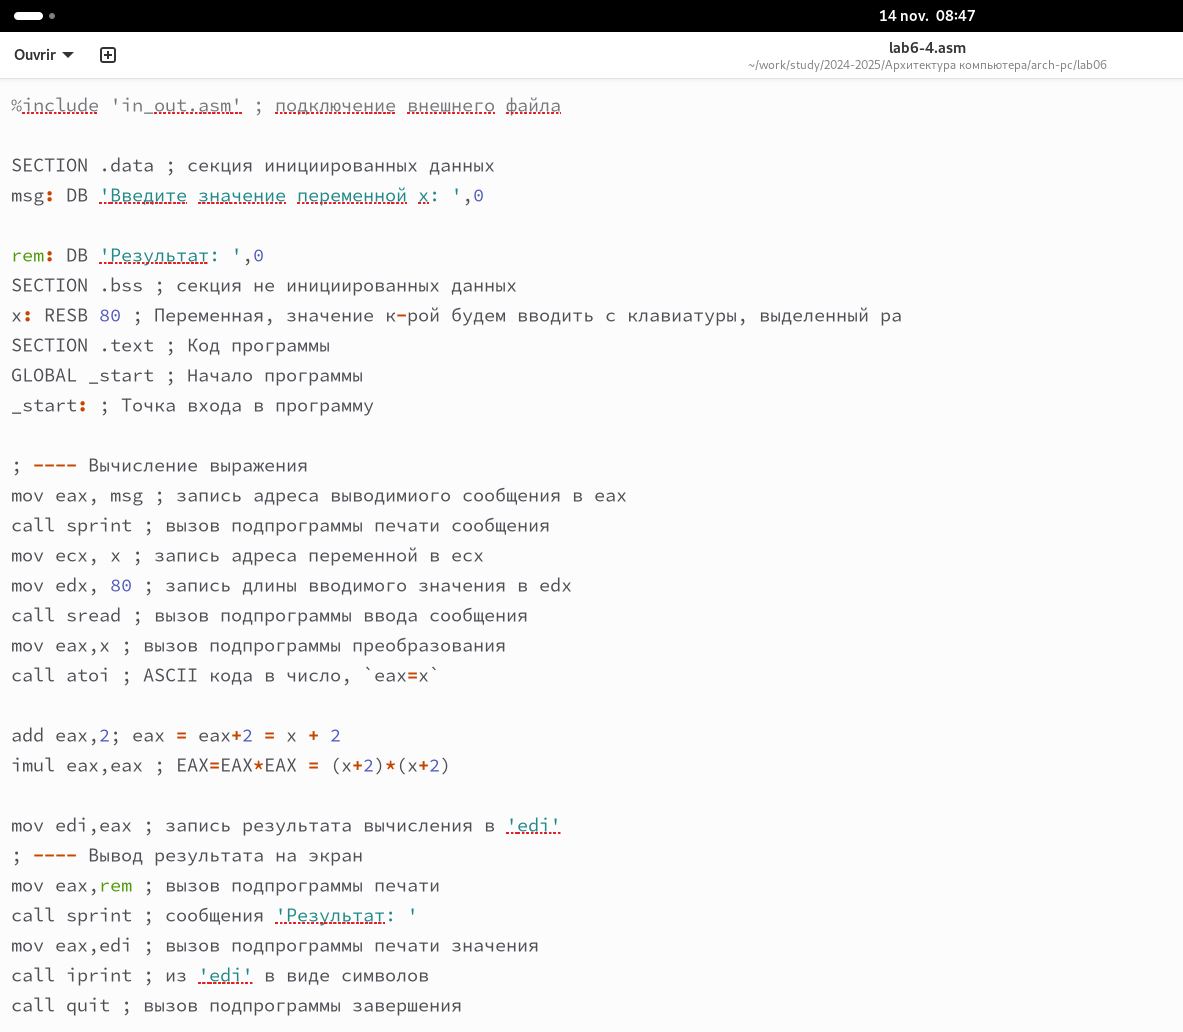 14 nov. 08:47
Ouvrir
lab6-4.asm
~/work/study/2024-2025/Архитектура компьютера/arch-pc/lab06
%include 'in_out.asm' ; подключение внешнего файла
SECTION .data ; секция инициированных данных
msg: DB 'Введите значение переменной x: ',0
rem: DB 'Результат: ',0
SECTION .bss ; секция не инициированных данных
x: RESB 80 ; Переменная, значение к-рой будем вводить с клавиатуры, выделенный ра
SECTION .text ; Код программы
GLOBAL _start ; Начало программы
_start: ; Точка входа в программу
; ---- Вычисление выражения
mov eax, msg ; запись адреса выводимиого сообщения в eax
call sprint ; вызов подпрограммы печати сообщения
mov ecx, x ; запись адреса переменной в ecx
mov edx, 80 ; запись длины вводимого значения в edx
call sread ; вызов подпрограммы ввода сообщения
mov eax,x ; вызов подпрограммы преобразования
call atoi ; ASCII кода в число, `eax=x`
add eax,2; eax = eax+2 = x + 2
imul eax,eax ; EAX=EAX*EAX = (x+2)*(x+2)
mov edi,eax ; запись результата вычисления в 'edi'
; ---- Вывод результата на экран
mov eax,rem ; вызов подпрограммы печати
call sprint ; сообщения 'Результат: '
mov eax,edi ; вызов подпрограммы печати значения
call iprint ; из 'edi' в виде символов
call quit ; вызов подпрограммы завершения